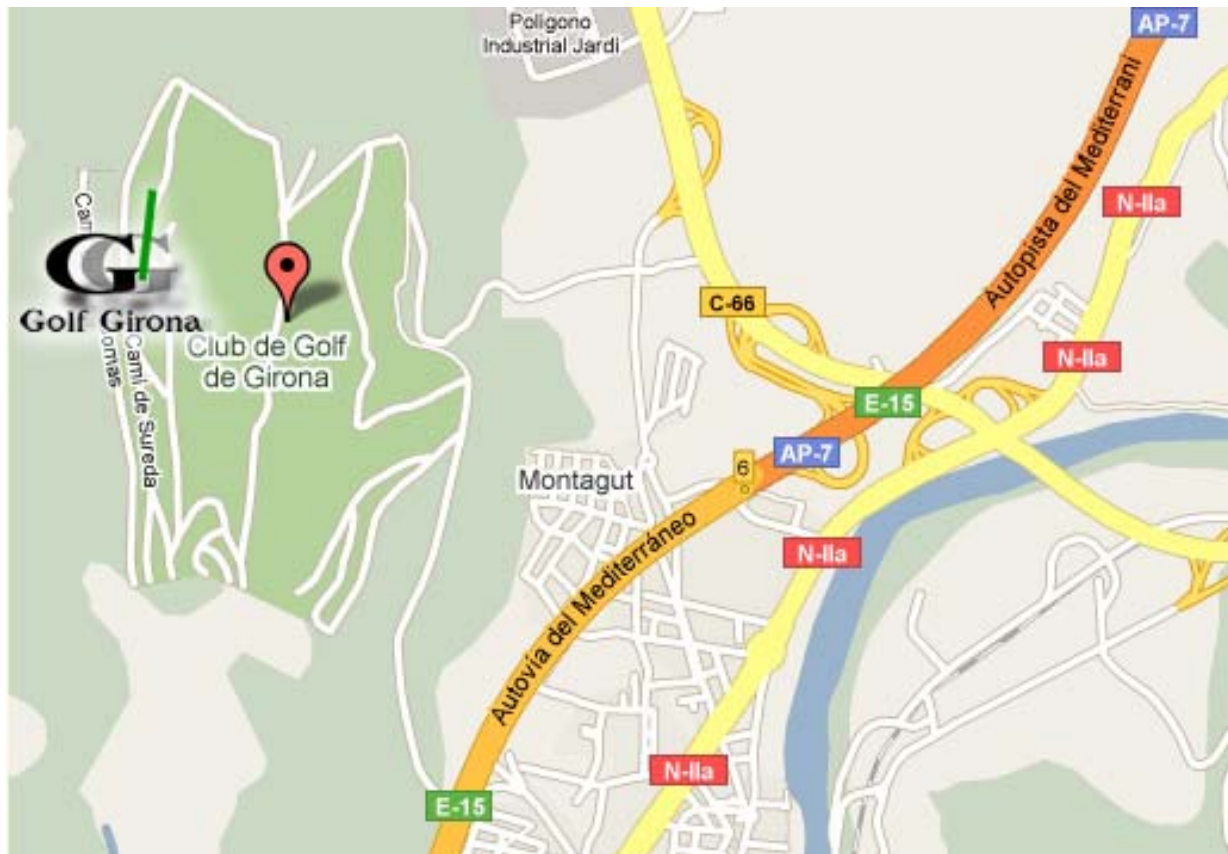 Poligono
Industrial Jardi
AP-7
Autopista del Mediterrani
N-IIa
Golf Girona
Club de Golf
de Girona
omas
Camí de Sureda
C-66
N-IIa
E-15
AP-7
6
Montagut
N-IIa
Autovía del Mediterráneo
N-IIa
E-15